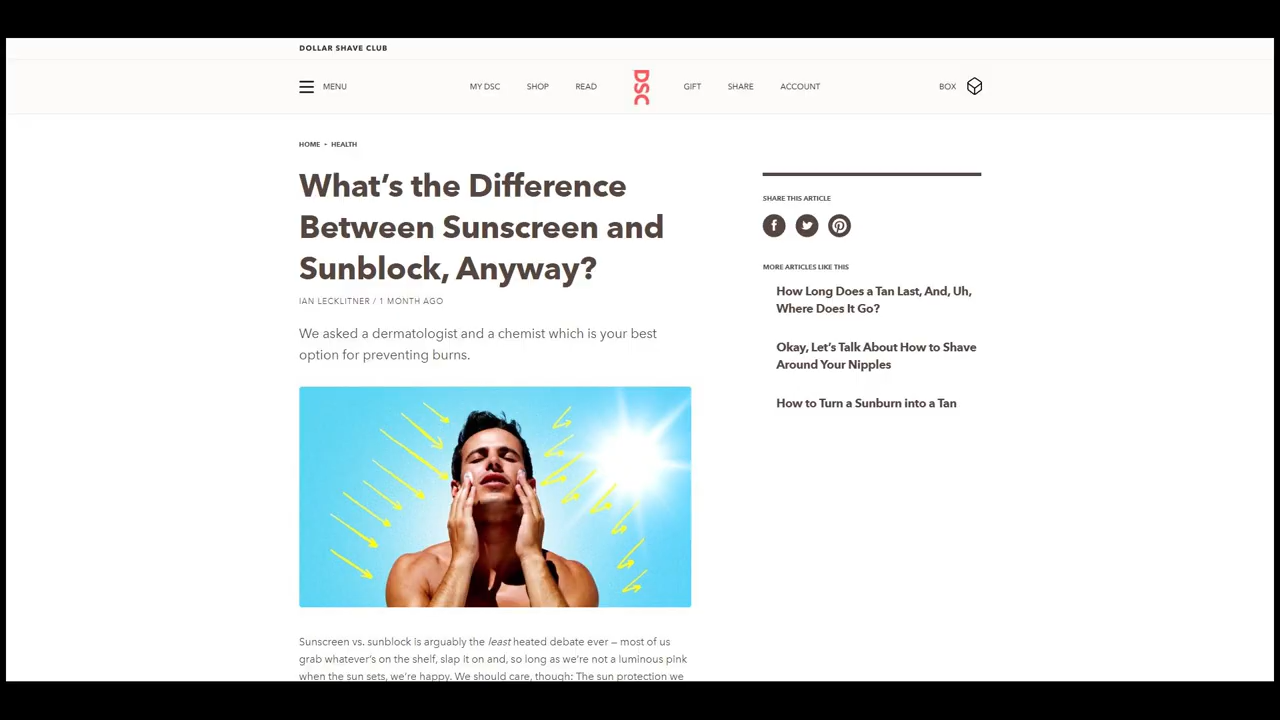 DOLLAR SHAVE CLUB
MENU
MY DSC
SHOP
READ
DSC
GIFT
SHARE
ACCOUNT
BOX
HOME - HEALTH
What's the Difference
Between Sunscreen and
Sunblock, Anyway?
IAN LECKLITNER / 1 MONTH AGO
We asked a dermatologist and a chemist which is your best
option for preventing burns.
Sunscreen vs. sunblock is arguably the least heated debate ever – most of us
grab whatever's on the shelf, slap it on and, so long as we're not a luminous pink
when the sun sets, we're happy. We should care, though: The sun protection we
SHARE THIS ARTICLE
MORE ARTICLES LIKE THIS
How Long Does a Tan Last, And, Uh,
Where Does It Go?
Okay, Let's Talk About How to Shave
Around Your Nipples
How to Turn a Sunburn into a Tan